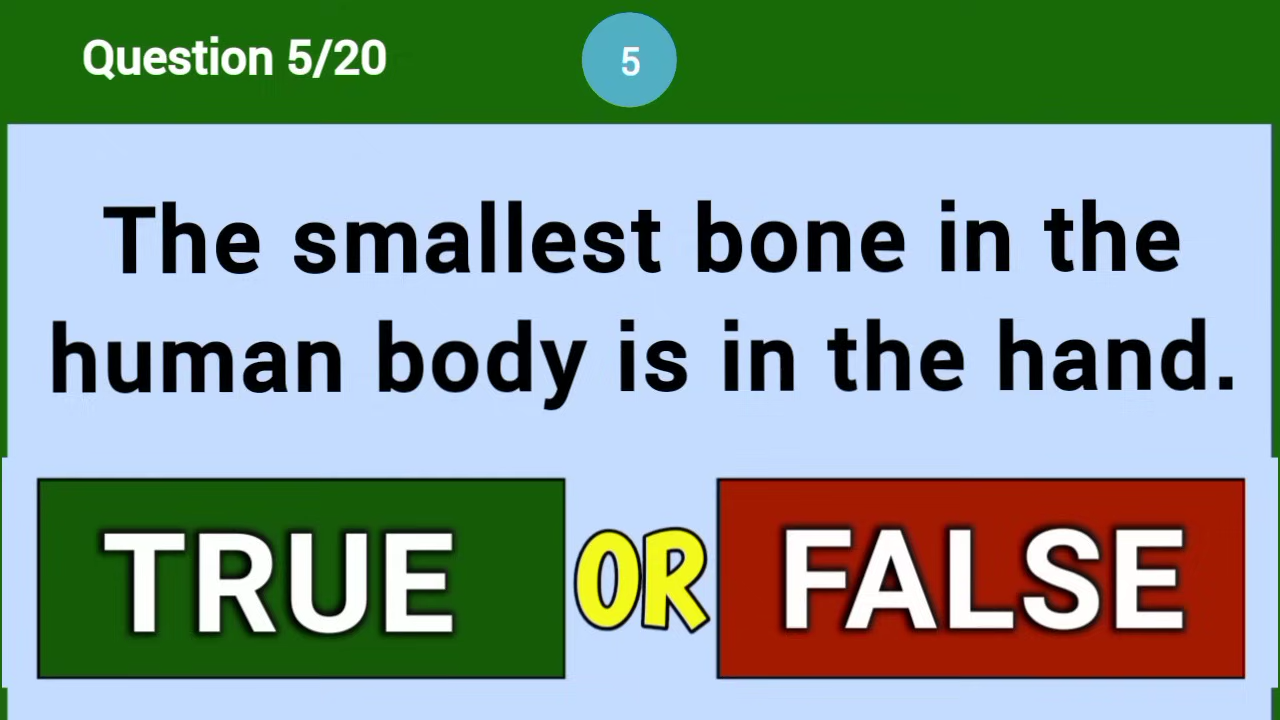 Question 5/20
5
The smallest bone in the
human body is in the hand.
TRUE OR FALSE